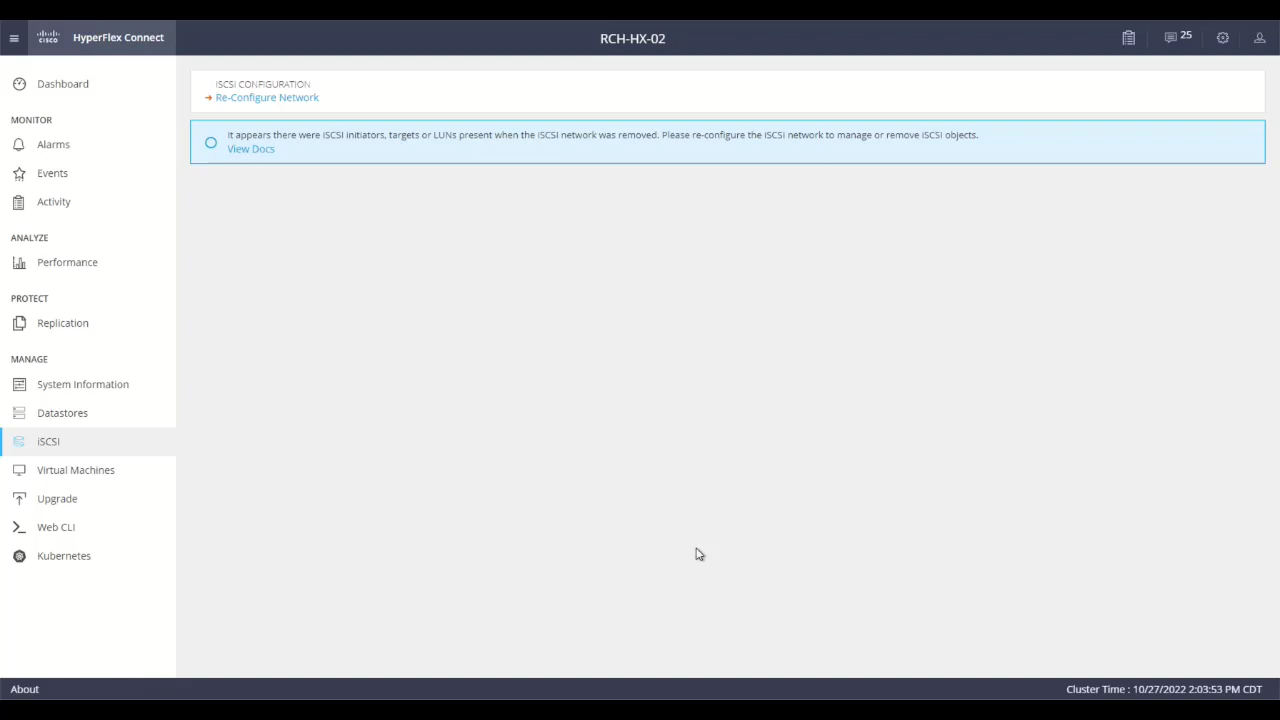 CISCO
HyperFlex Connect
RCH-HX-02
25
Dashboard
MONITOR
Alarms
Events
Activity
ANALYZE
Performance
PROTECT
Replication
MANAGE
System Information
Datastores
iSCSI
Virtual Machines
Upgrade
Web CLI
Kubernetes
ISCSI CONFIGURATION
Re-Configure Network
It appears there were iSCSI initiators, targets or LUNs present when the iSCSI network was removed. Please re-configure the iSCSI network to manage or remove iSCSI objects.
View Docs
About
Cluster Time : 10/27/2022 2:03:53 PM CDT